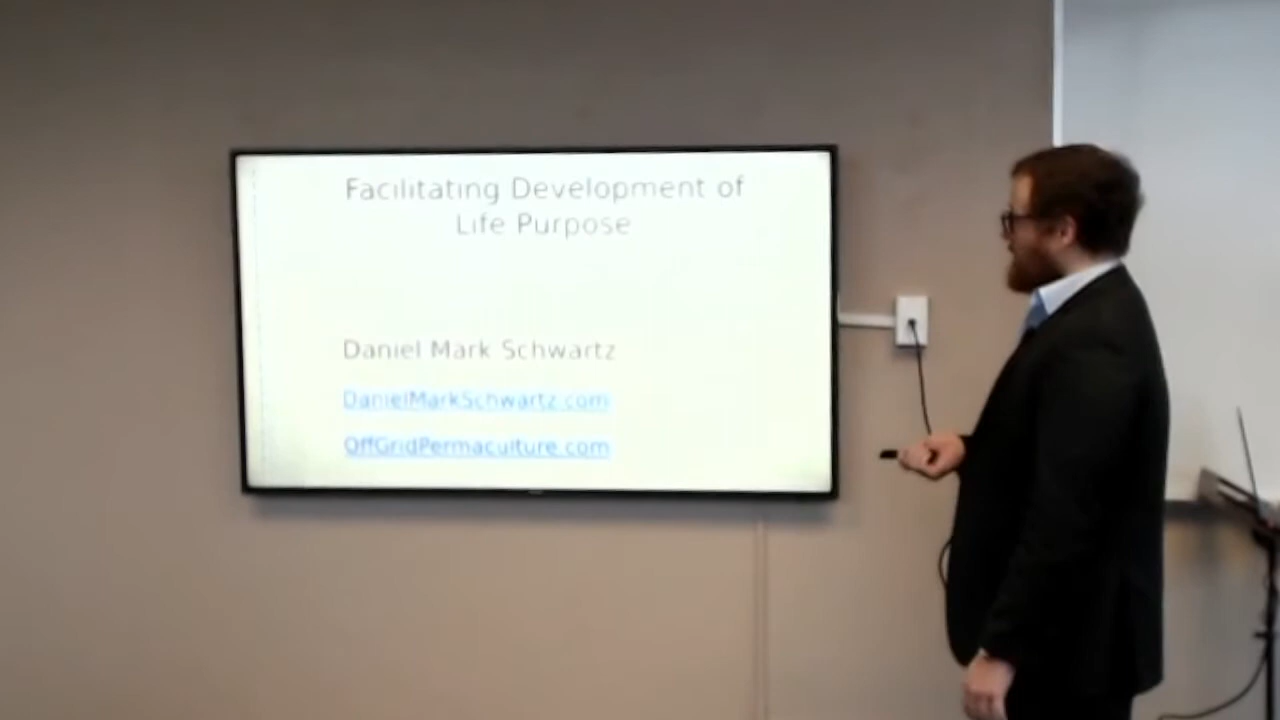 Facilitating Development of
Life Purpose
Daniel Mark Schwartz
DanielMarkSchwartz.com
OffGridPermaculture.com